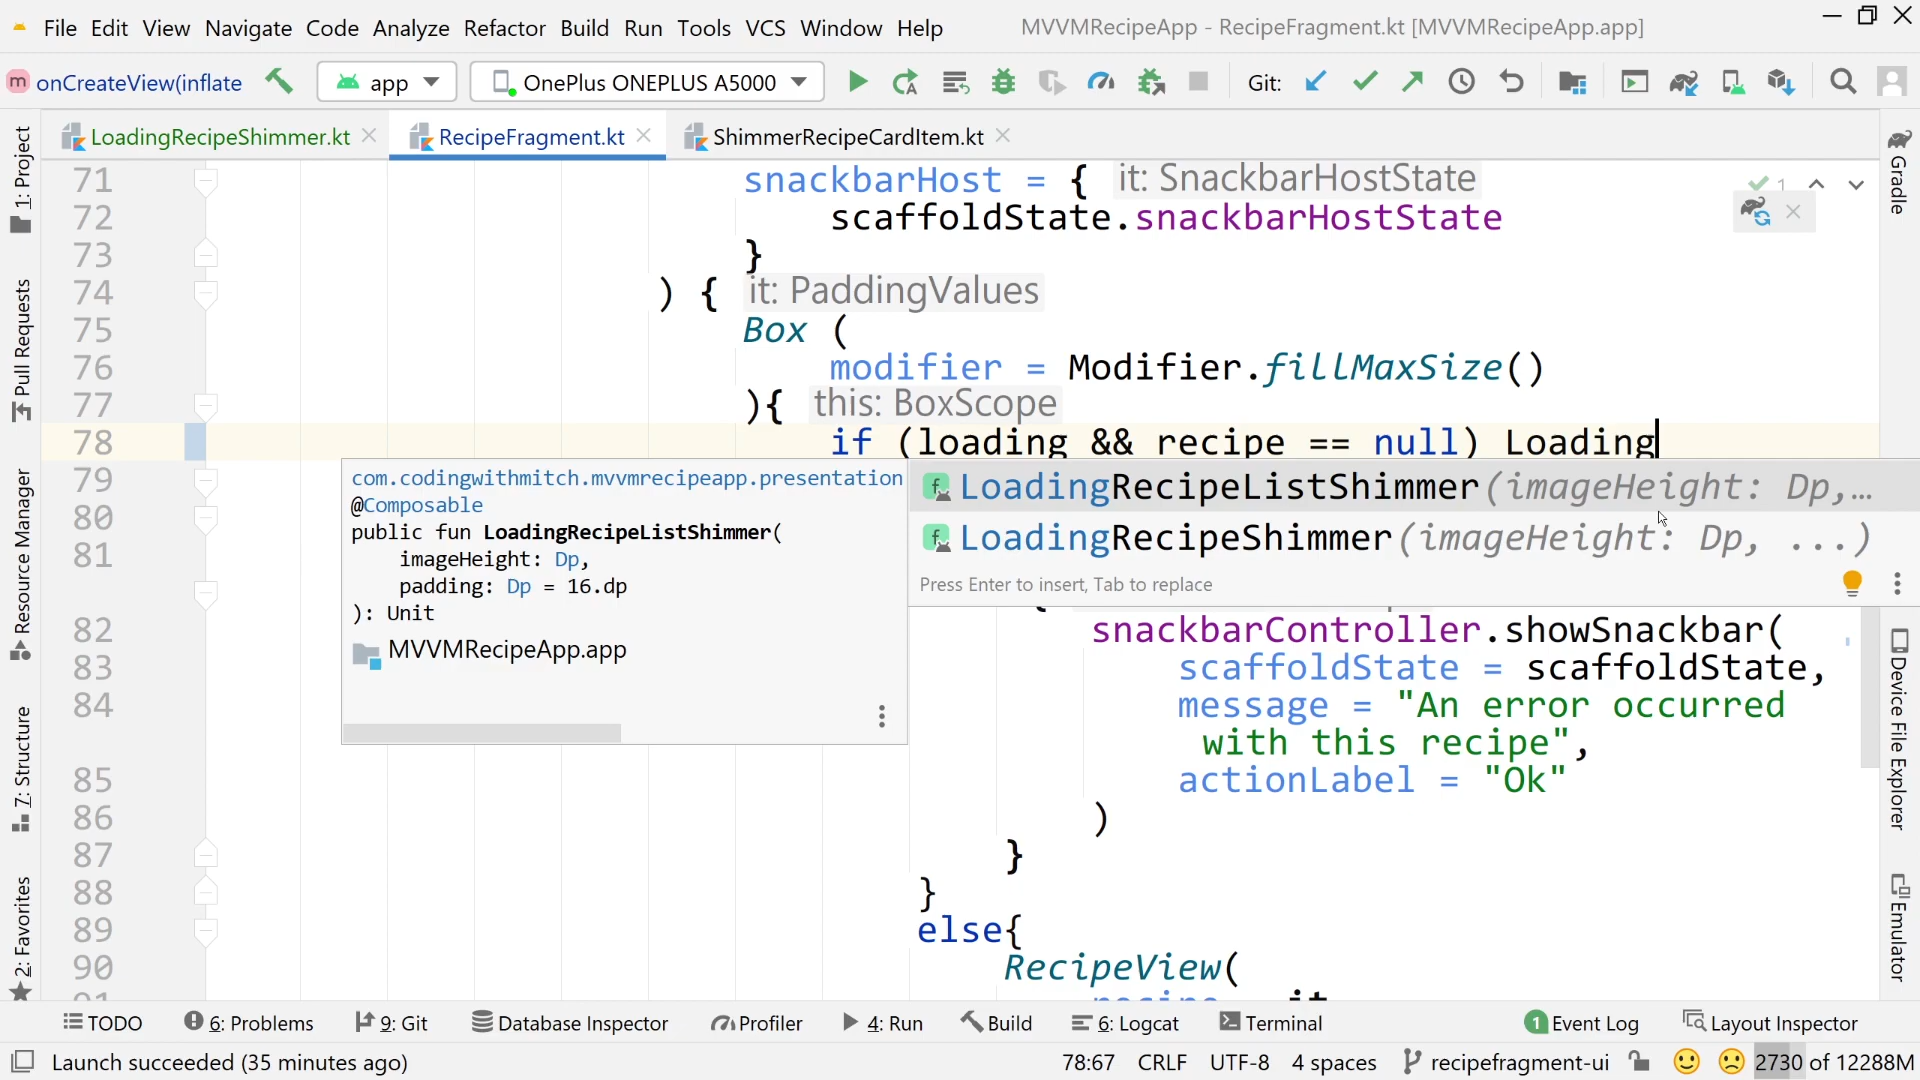 File Edit View Navigate Code Analyze Refactor Build Run Tools VCS Window Help MVVMRecipeApp - RecipeFragment.kt [MVVMRecipeApp.app]
m onCreateView(inflate app OnePlus ONEPLUS A5000 Git:
LoadingRecipeShimmer.kt RecipeFragment.kt ShimmerRecipeCardItem.kt
1: Project
Pull Requests
Resource Manager
7: Structure
2: Favorites
71 snackbarHost = { it: SnackbarHostState
1
72 scaffoldState.snackbarHostState
73 }
74 ) { it: PaddingValues
75 Box (
76 modifier = Modifier.fillMaxSize()
77 ){ this: BoxScope
78 if (loading && recipe == null) Loading
79
80
81
com.codingwithmitch.mvvmrecipeapp.presentation
@Composable
public fun LoadingRecipeListShimmer(
imageHeight: Dp,
padding: Dp = 16.dp
): Unit
MVVMRecipeApp.app
LoadingRecipeListShimmer(imageHeight: Dp,...
LoadingRecipeShimmer(imageHeight: Dp, ...)
Press Enter to insert, Tab to replace
82 snackbarController.showSnackbar(
83 scaffoldState = scaffoldState,
84 message = "An error occurred
with this recipe",
85 actionLabel = "Ok"
86 )
87 }
88 }
89 else{
90 RecipeView(
Gradle
Device File Explorer
Emulator
TODO 6: Problems 9: Git Database Inspector Profiler 4: Run Build 6: Logcat Terminal 1 Event Log Layout Inspector
Launch succeeded (35 minutes ago) 78:67 CRLF UTF-8 4 spaces recipefragment-ui 2730 of 12288M